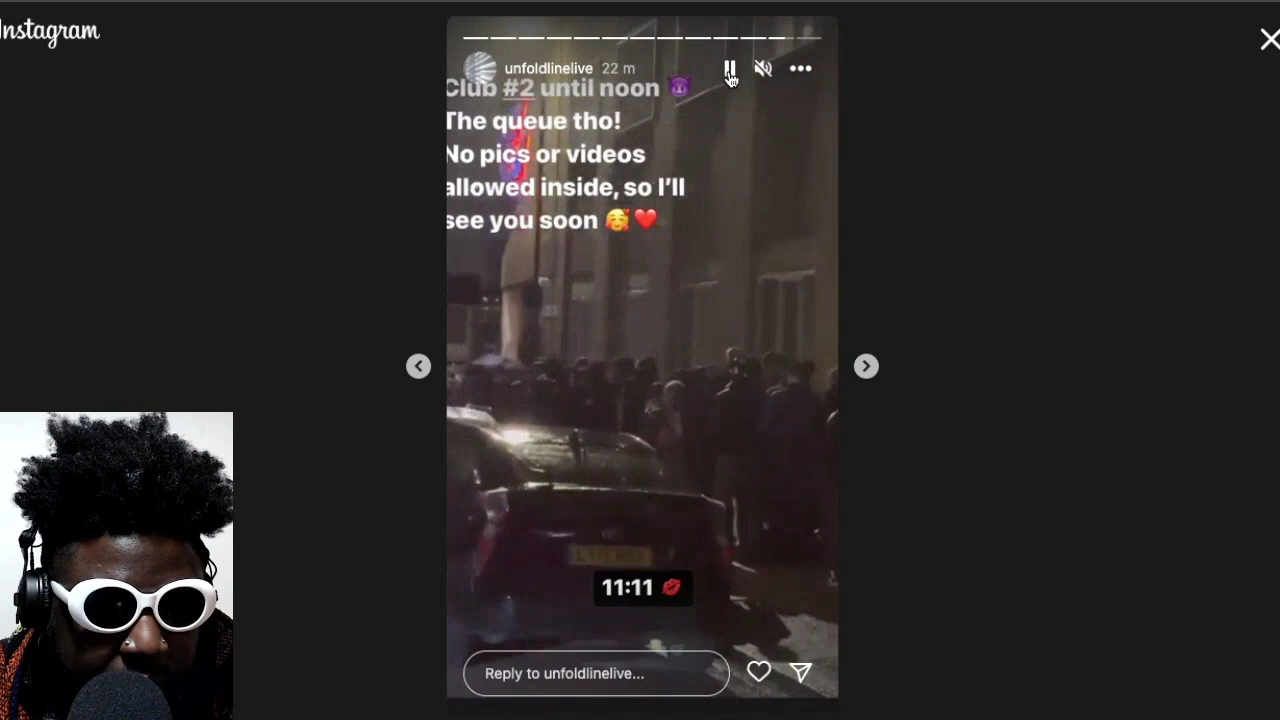 Instagram
unfoldlinelive 22 m
Club #2 until noon 😈
The queue tho!
No pics or videos
allowed inside, so I'll
see you soon 🥰❤️
11:11 💋
Reply to unfoldlinelive...